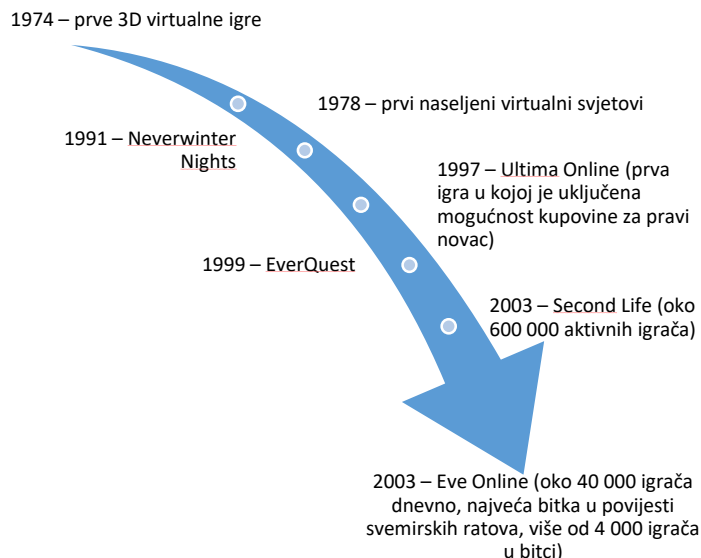 1974 – prve 3D virtualne igre
1978 – prvi naseljeni virtualni svjetovi
1991 – Neverwinter
Nights
1997 – Ultima Online (prva
igra u kojoj je uključena
mogućnost kupovine za pravi
novac)
1999 – EverQuest
2003 – Second Life (oko
600 000 aktivnih igrača)
2003 – Eve Online (oko 40 000 igrača
dnevno, najveća bitka u povijesti
svemirskih ratova, više od 4 000 igrača
u bitci)